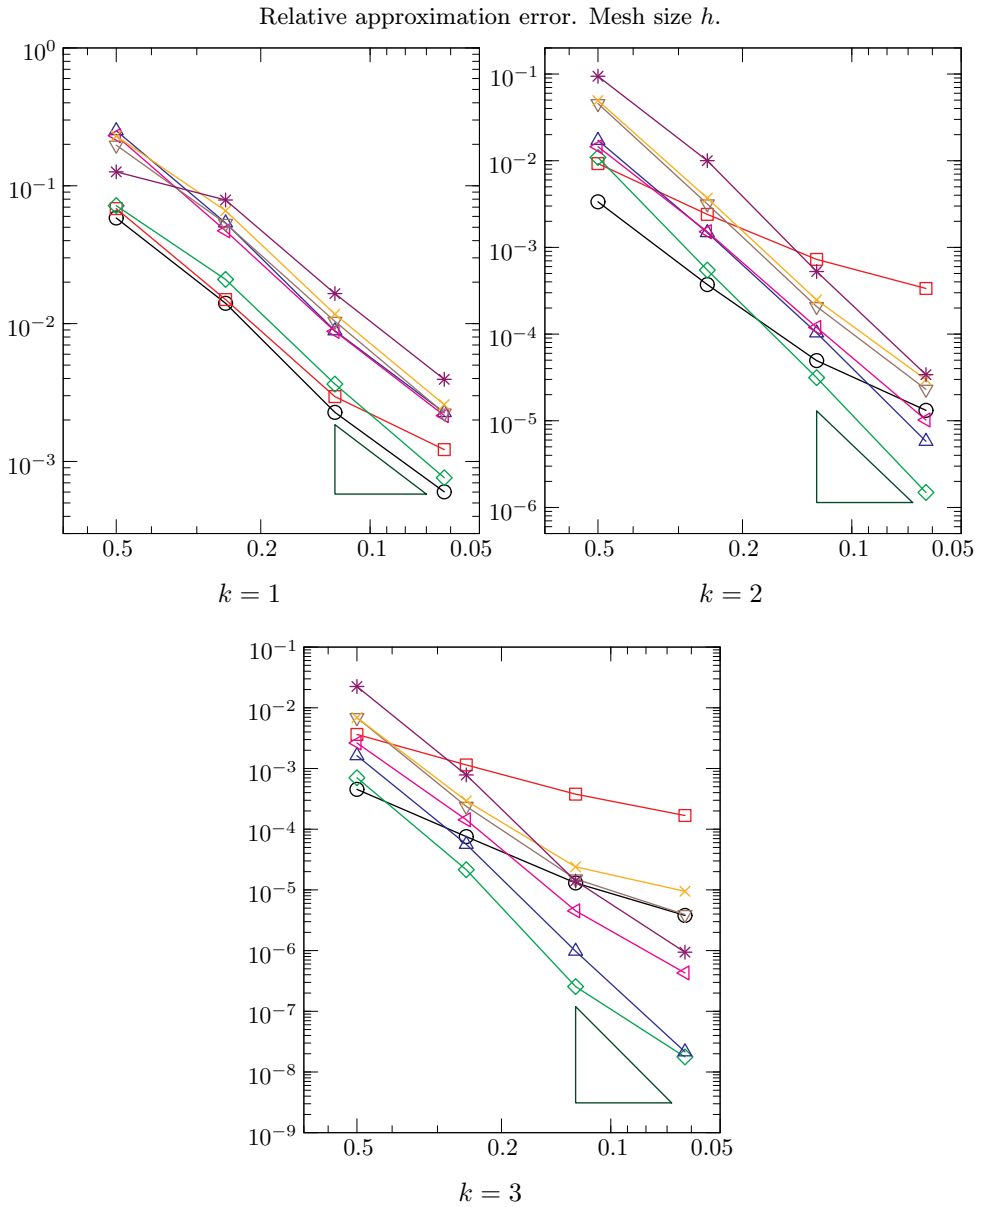 Relative approximation error. Mesh size h.
10⁰
10⁻¹
10⁻²
10⁻³
0.5 0.2 0.1 0.05
k = 1
10⁻¹
10⁻²
10⁻³
10⁻⁴
10⁻⁵
10⁻⁶
0.5 0.2 0.1 0.05
k = 2
10⁻¹
10⁻²
10⁻³
10⁻⁴
10⁻⁵
10⁻⁶
10⁻⁷
10⁻⁸
10⁻⁹
0.5 0.2 0.1 0.05
k = 3